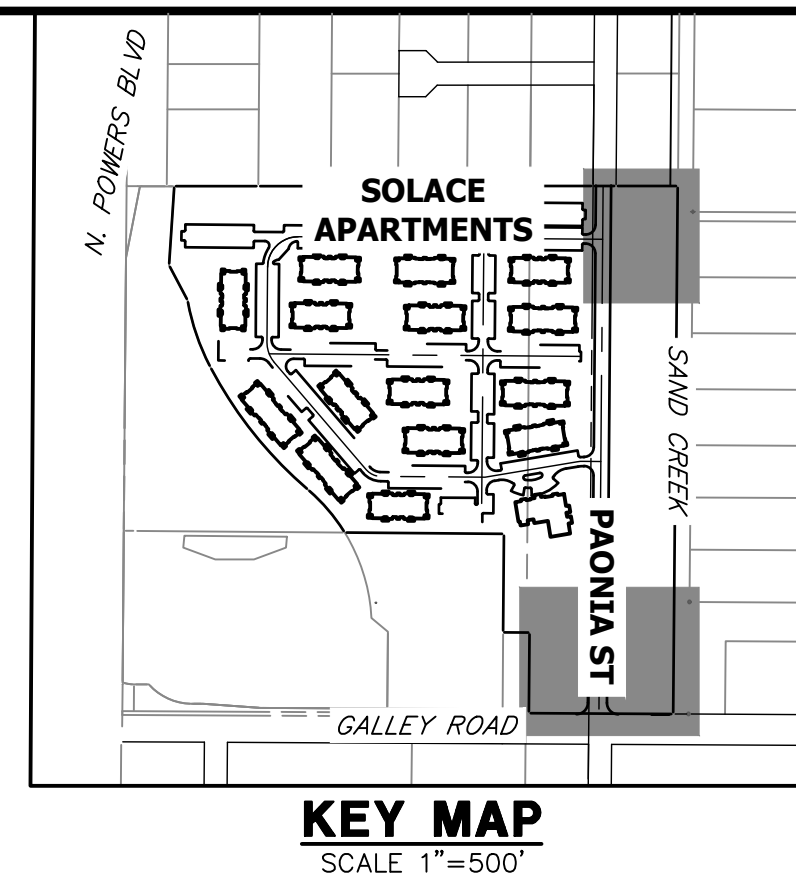 N. POWERS BLVD
SOLACE
APARTMENTS
SAND CREEK
PAONIA ST
GALLEY ROAD
KEY MAP
SCALE 1"=500'